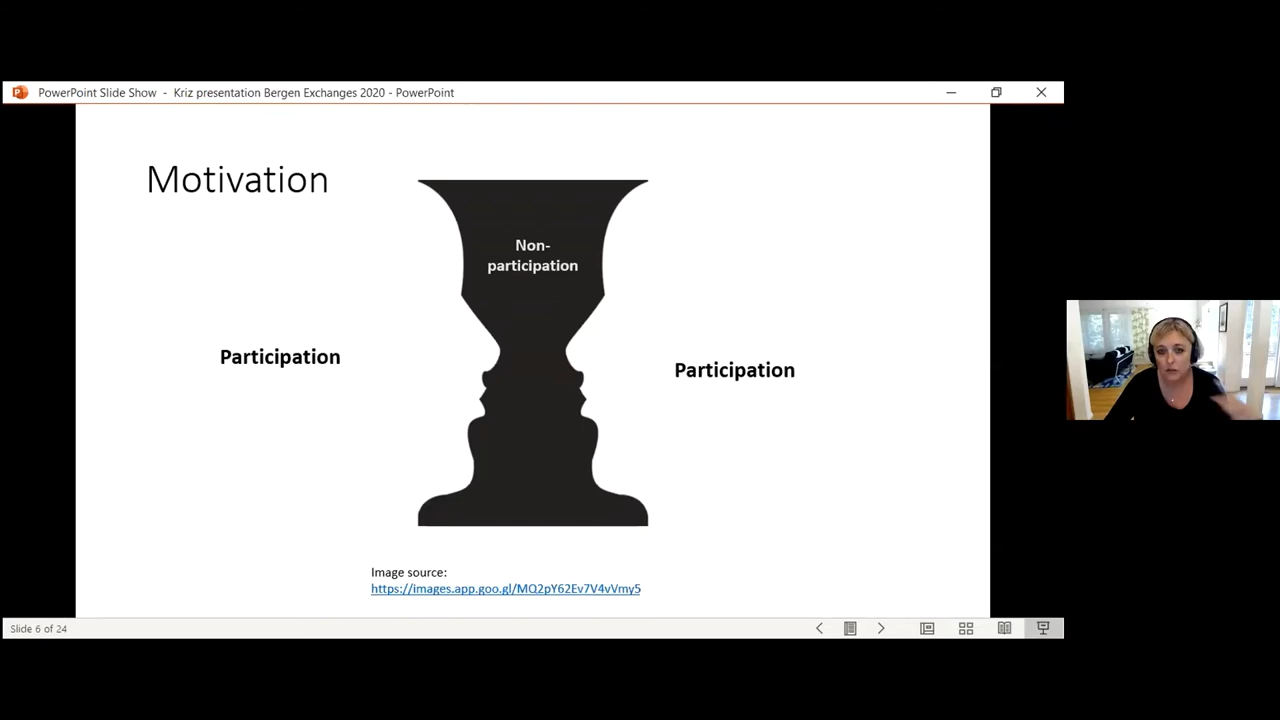 PowerPoint Slide Show - Kriz presentation Bergen Exchanges 2020 - PowerPoint
Motivation
Non-
participation
Participation
Participation
Image source:
https://images.app.goo.gl/MQ2pY62Ev7V4vVmy5
Slide 6 of 24